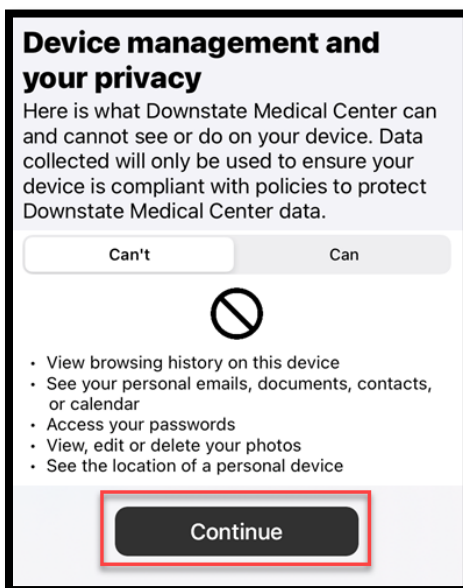 Device management and
your privacy
Here is what Downstate Medical Center can
and cannot see or do on your device. Data
collected will only be used to ensure your
device is compliant with policies to protect
Downstate Medical Center data.
Can't Can
• View browsing history on this device
• See your personal emails, documents, contacts,
or calendar
• Access your passwords
• View, edit or delete your photos
• See the location of a personal device
Continue